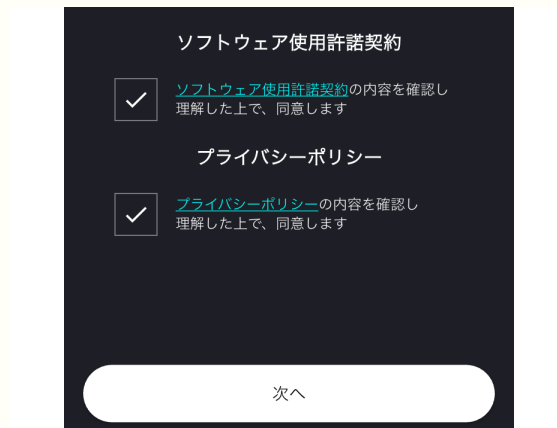 ソフトウェア使用許諾契約
ソフトウェア使用許諾契約の内容を確認し
理解した上で、同意します
プライバシーポリシー
プライバシーポリシーの内容を確認し
理解した上で、同意します
次へ